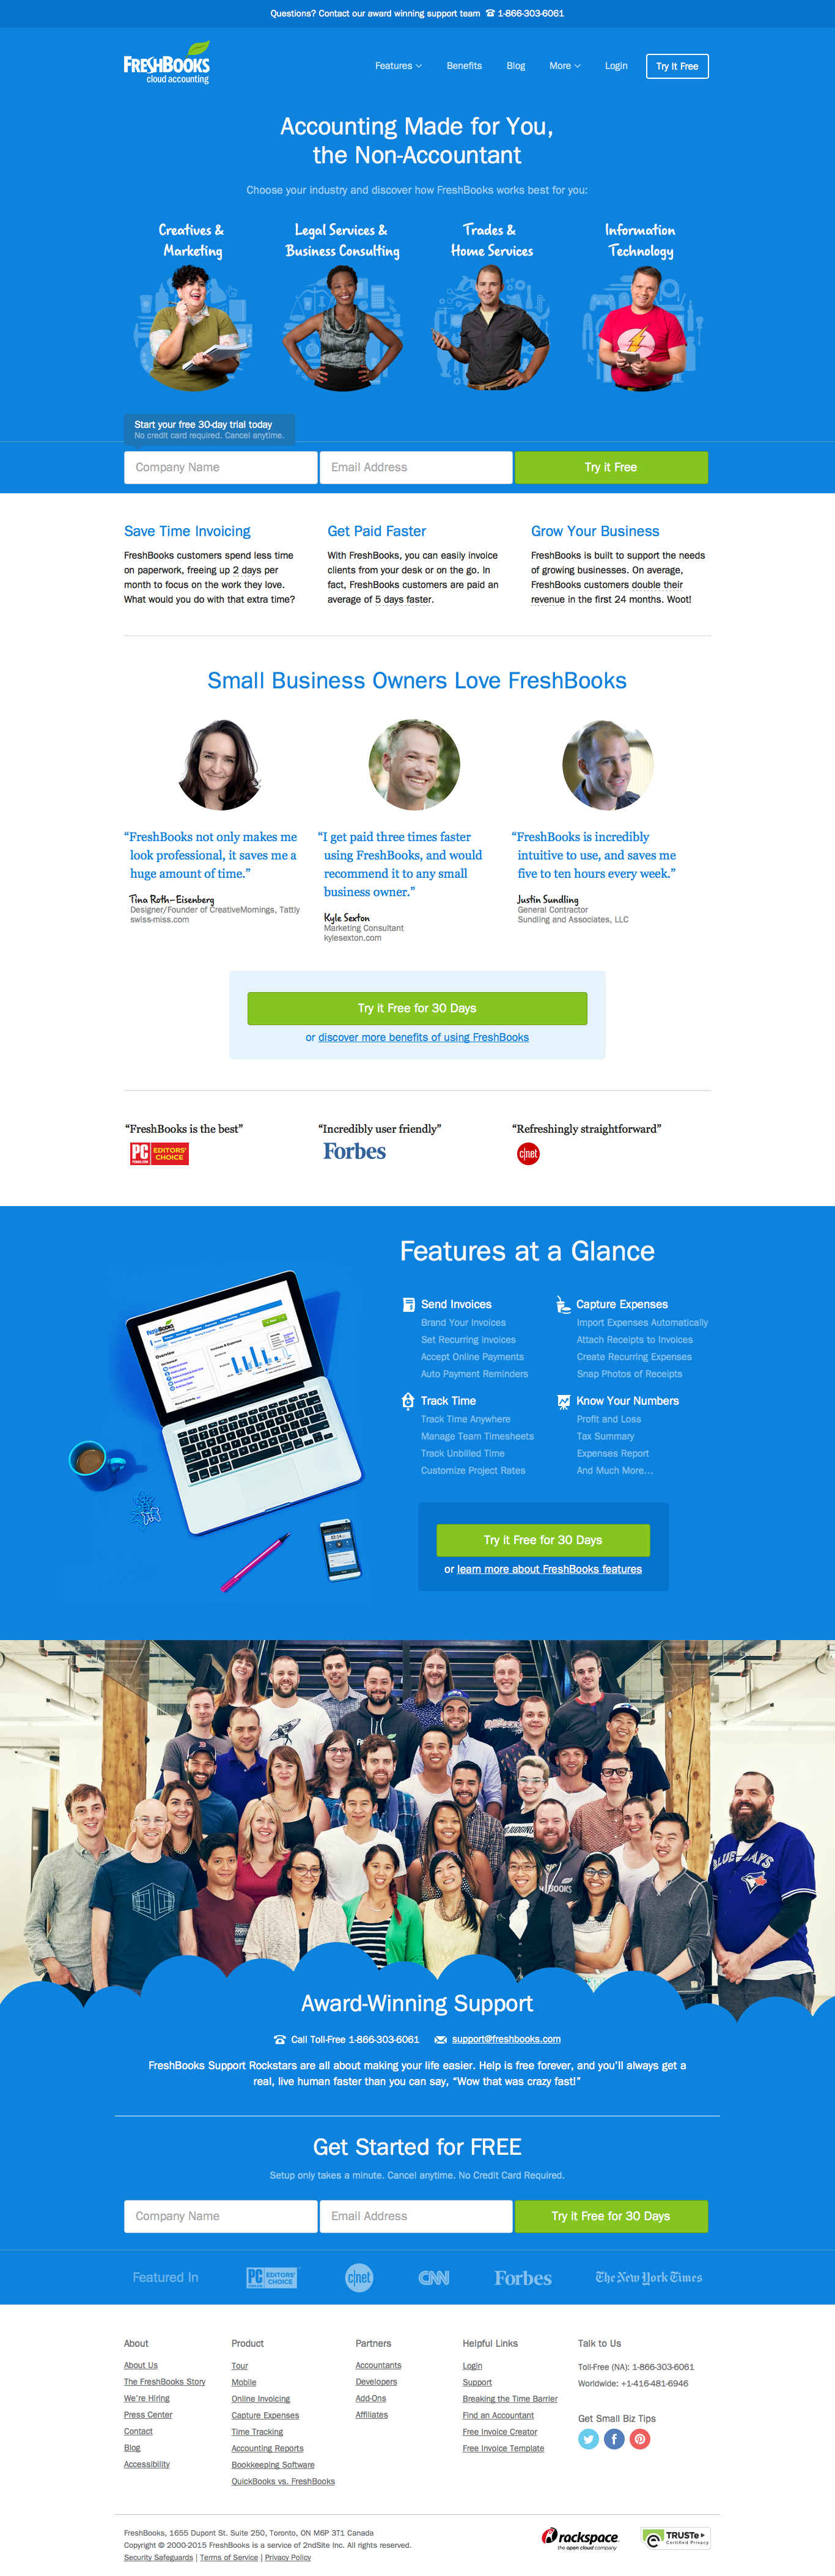 Questions? Contact our award winning support team 1-866-303-6061
FRESHBOOKS
cloud accounting
Features
Benefits
Blog
More
Login
Try It Free
Accounting Made for You,
the Non-Accountant
Choose your industry and discover how FreshBooks works best for you:
Creatives &
Marketing
Legal Services &
Business Consulting
Trades &
Home Services
Information
Technology
Start your free 30-day trial today
No credit card required. Cancel anytime.
Company Name
Email Address
Try it Free
Save Time Invoicing
FreshBooks customers spend less time
on paperwork, freeing up 2 days per
month to focus on the work they love.
What would you do with that extra time?
Get Paid Faster
With FreshBooks, you can easily invoice
clients from your desk or on the go. In
fact, FreshBooks customers are paid an
average of 5 days faster.
Grow Your Business
FreshBooks is built to support the needs
of growing businesses. On average,
FreshBooks customers double their
revenue in the first 24 months. Woot!
Small Business Owners Love FreshBooks
“FreshBooks not only makes me
look professional, it saves me a
huge amount of time.”
Tina Roth-Eisenberg
Designer/Founder of CreativeMornings, Tattly
swiss-miss.com
“I get paid three times faster
using FreshBooks, and would
recommend it to any small
business owner.”
Kyle Sexton
Marketing Consultant
kylesexton.com
“FreshBooks is incredibly
intuitive to use, and saves me
five to ten hours every week.”
Justin Sundling
General Contractor
Sundling and Associates, LLC
Try it Free for 30 Days
or discover more benefits of using FreshBooks
“FreshBooks is the best”
PC
EDITORS'
CHOICE
“Incredibly user friendly”
Forbes
“Refreshingly straightforward”
c|net
Features at a Glance
Send Invoices
Brand Your Invoices
Set Recurring invoices
Accept Online Payments
Auto Payment Reminders
Capture Expenses
Import Expenses Automatically
Attach Receipts to Invoices
Create Recurring Expenses
Snap Photos of Receipts
Track Time
Track Time Anywhere
Manage Team Timesheets
Track Unbilled Time
Customize Project Rates
Know Your Numbers
Profit and Loss
Tax Summary
Expenses Report
And Much More...
FreshBooks
Overview
Try it Free for 30 Days
or learn more about FreshBooks features
BLUE JAYS
Award-Winning Support
Call Toll-Free 1-866-303-6061
support@freshbooks.com
FreshBooks Support Rockstars are all about making your life easier. Help is free forever, and you’ll always get a
real, live human faster than you can say, “Wow that was crazy fast!”
Get Started for FREE
Setup only takes a minute. Cancel anytime. No Credit Card Required.
Company Name
Email Address
Try it Free for 30 Days
Featured In
PC
EDITORS'
CHOICE
c|net
CNN
Forbes
The New York Times
About
About Us
The FreshBooks Story
We're Hiring
Press Center
Contact
Blog
Accessibility
Product
Tour
Mobile
Online Invoicing
Capture Expenses
Time Tracking
Accounting Reports
Bookkeeping Software
QuickBooks vs. FreshBooks
Partners
Accountants
Developers
Add-Ons
Affiliates
Helpful Links
Login
Support
Breaking the Time Barrier
Find an Accountant
Free Invoice Creator
Free Invoice Template
Talk to Us
Toll-Free (NA): 1-866-303-6061
Worldwide: +1-416-481-6946
Get Small Biz Tips
FreshBooks, 1655 Dupont St. Suite 250, Toronto, ON M6P 3T1 Canada
Copyright © 2000-2015 FreshBooks is a service of 2ndSite Inc. All rights reserved.
Security Safeguards | Terms of Service | Privacy Policy
rackspace
the open cloud company
TRUSTe
Certified Privacy